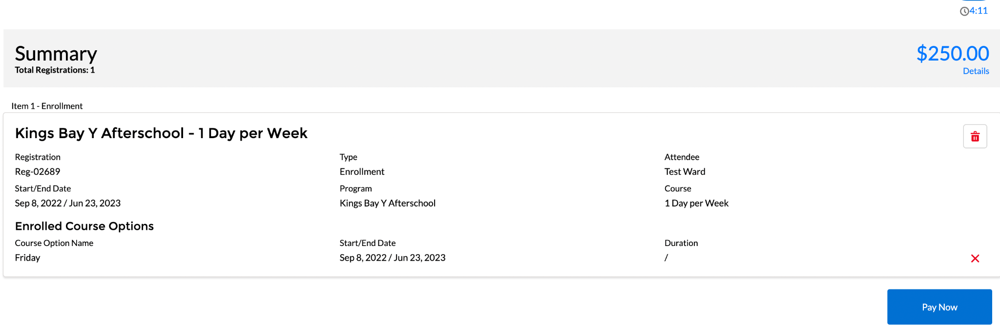 4:11
Summary
$250.00
Total Registrations: 1
Details
Item 1 - Enrollment
Kings Bay Y Afterschool - 1 Day per Week
Registration
Type
Attendee
Reg-02689
Enrollment
Test Ward
Start/End Date
Program
Course
Sep 8, 2022 / Jun 23, 2023
Kings Bay Y Afterschool
1 Day per Week
Enrolled Course Options
Course Option Name
Start/End Date
Duration
Friday
Sep 8, 2022 / Jun 23, 2023
/
Pay Now